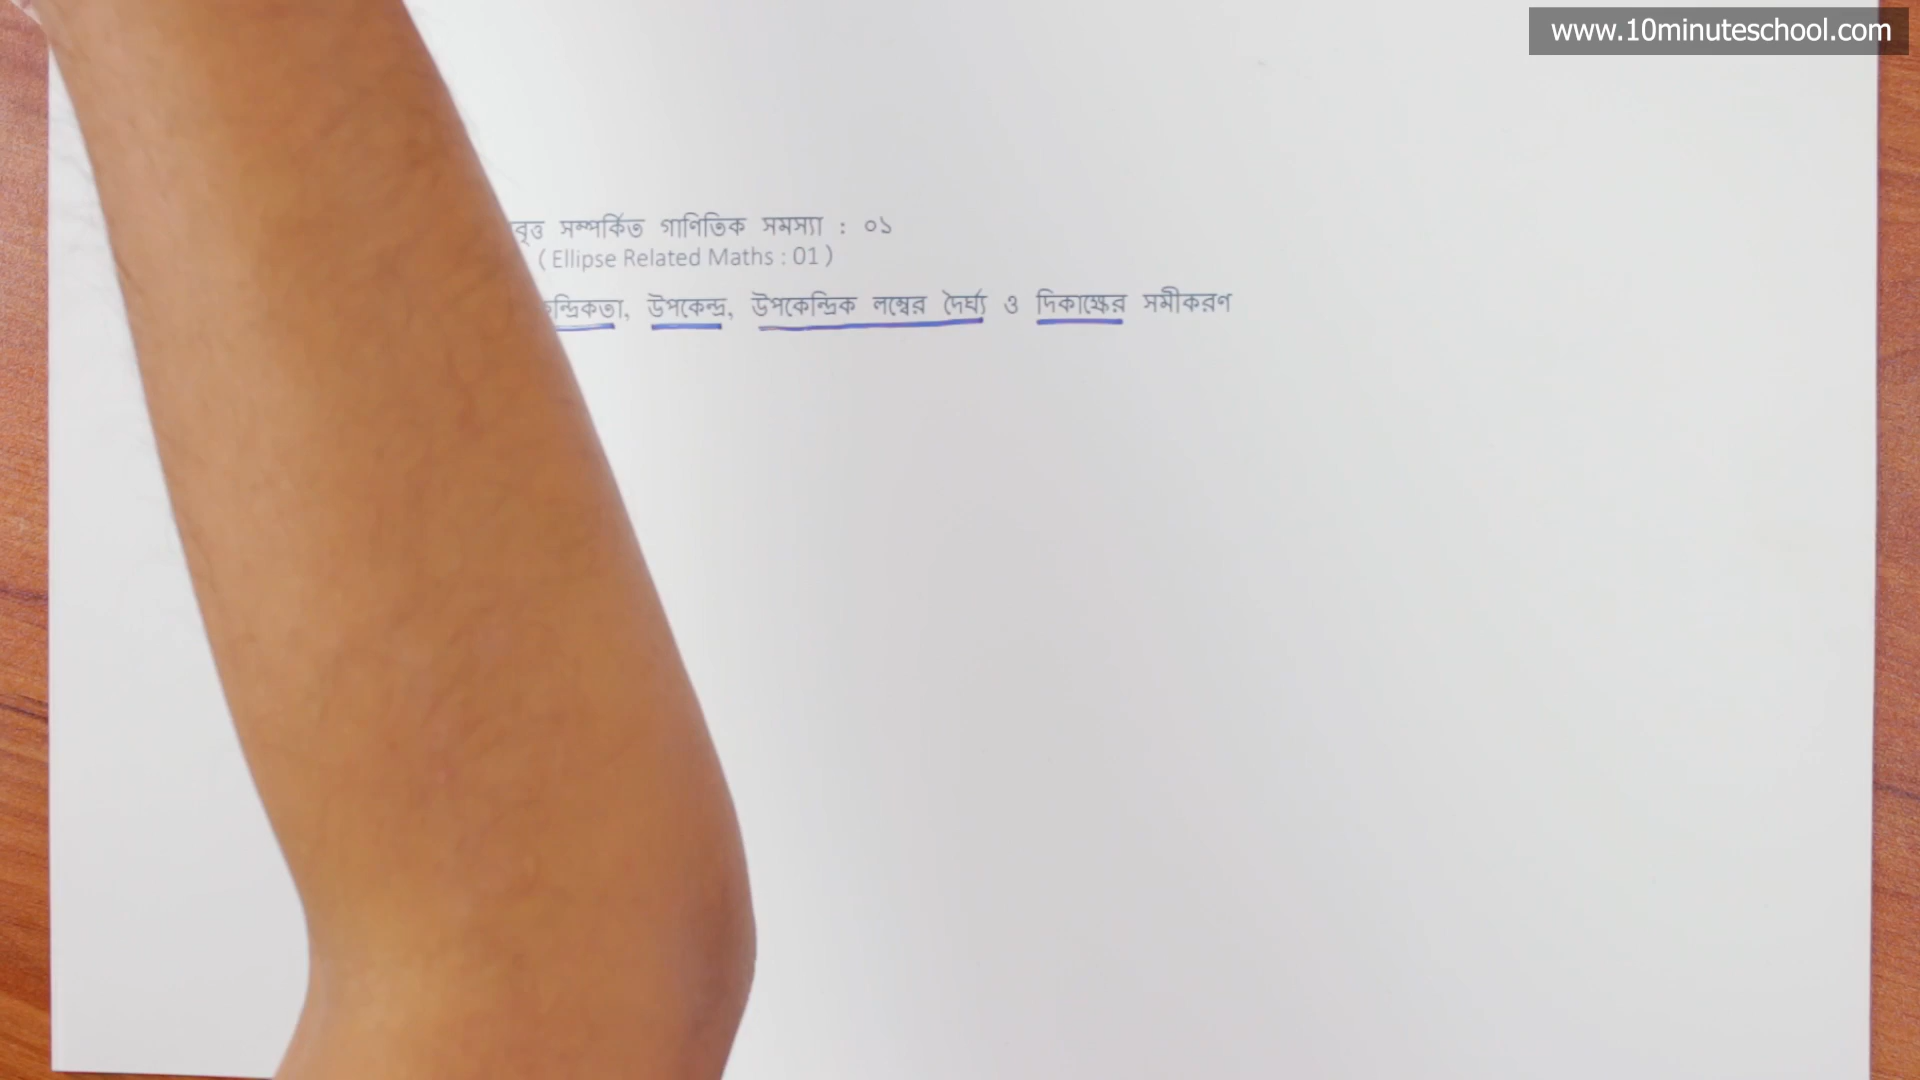 www.10minuteschool.com
বৃত্ত সম্পর্কিত গাণিতিক সমস্যা : ০১
( Ellipse Related Maths : 01 )
ন্দ্রিকতা, উপকেন্দ্র, উপকেন্দ্রিক লম্বের দৈর্ঘ্য ও দিকাক্ষের সমীকরণ